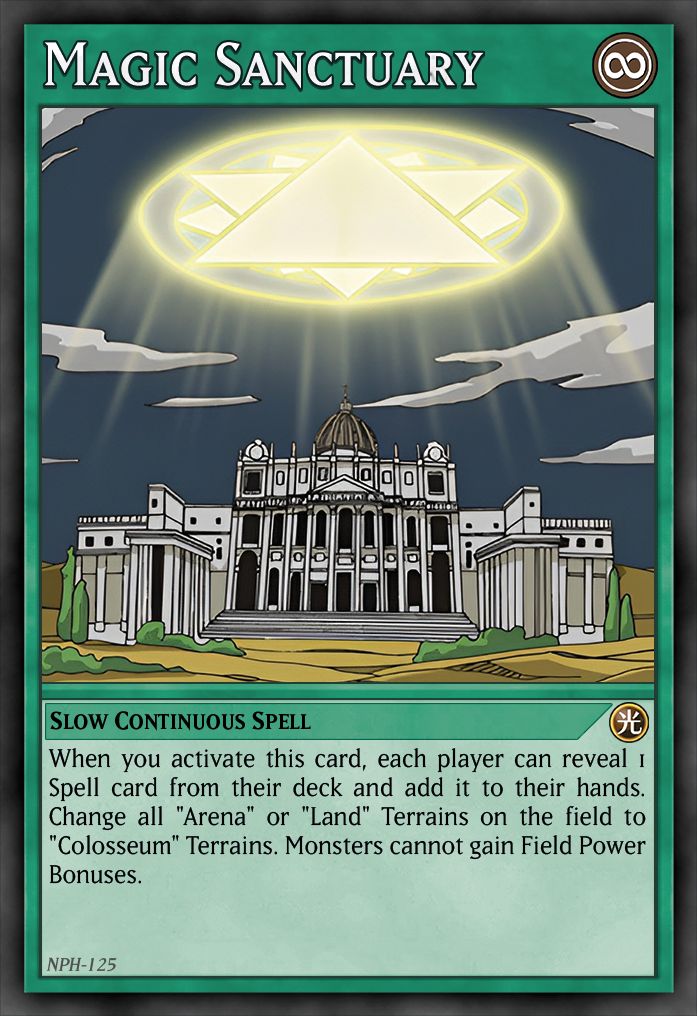 Magic Sanctuary
Slow Continuous Spell
光
When you activate this card, each player can reveal 1
Spell card from their deck and add it to their hands.
Change all "Arena" or "Land" Terrains on the field to
"Colosseum" Terrains. Monsters cannot gain Field Power
Bonuses.
NPH-125